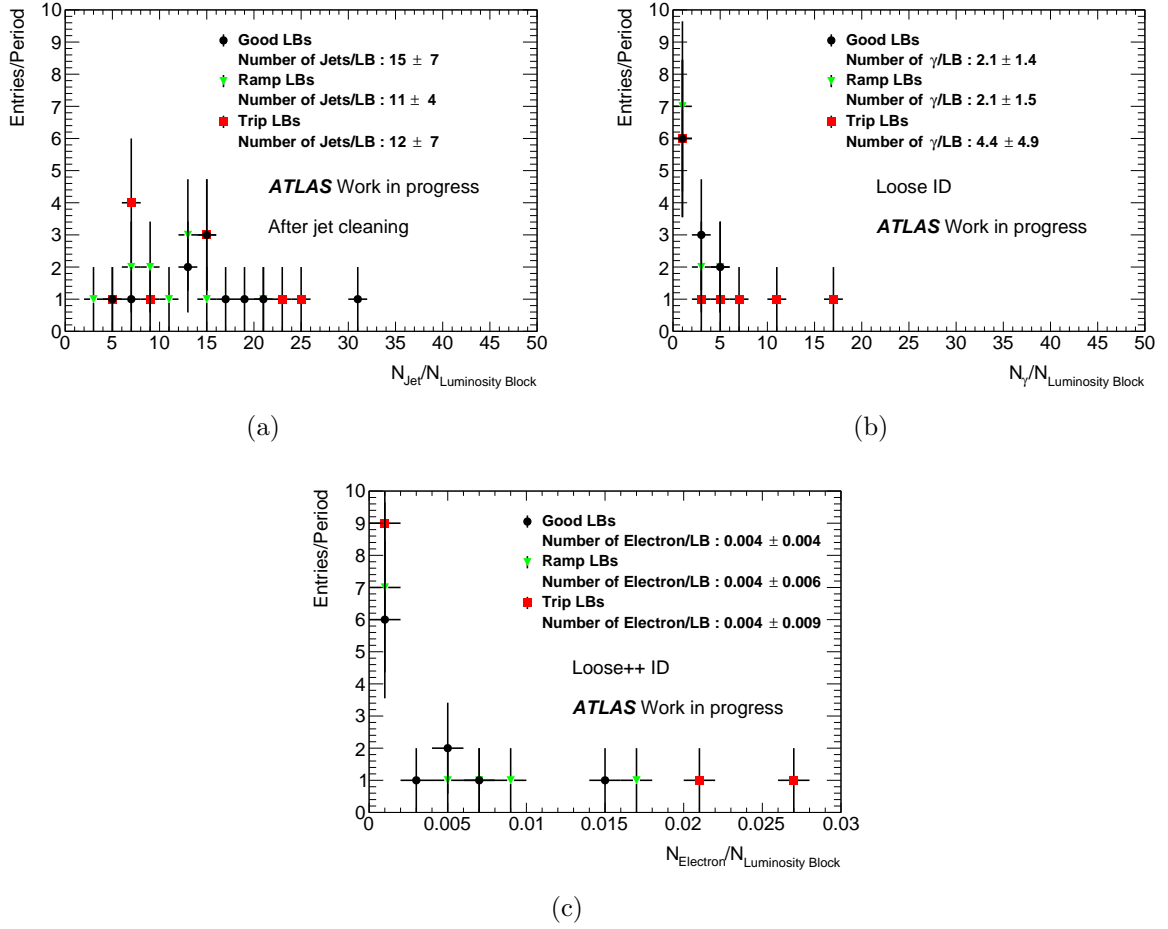 Entries/Period
10
9
8
7
6
5
4
3
2
1
0
Good LBs
Number of Jets/LB : 15 ± 7
Ramp LBs
Number of Jets/LB : 11 ± 4
Trip LBs
Number of Jets/LB : 12 ± 7
ATLAS Work in progress
After jet cleaning
0 5 10 15 20 25 30 35 40 45 50
N_Jet/N_Luminosity Block
(a)
Entries/Period
10
9
8
7
6
5
4
3
2
1
0
Good LBs
Number of γ/LB : 2.1 ± 1.4
Ramp LBs
Number of γ/LB : 2.1 ± 1.5
Trip LBs
Number of γ/LB : 4.4 ± 4.9
Loose ID
ATLAS Work in progress
0 5 10 15 20 25 30 35 40 45 50
N_γ/N_Luminosity Block
(b)
Entries/Period
10
9
8
7
6
5
4
3
2
1
0
Good LBs
Number of Electron/LB : 0.004 ± 0.004
Ramp LBs
Number of Electron/LB : 0.004 ± 0.006
Trip LBs
Number of Electron/LB : 0.004 ± 0.009
Loose++ ID
ATLAS Work in progress
0 0.005 0.01 0.015 0.02 0.025 0.03
N_Electron/N_Luminosity Block
(c)